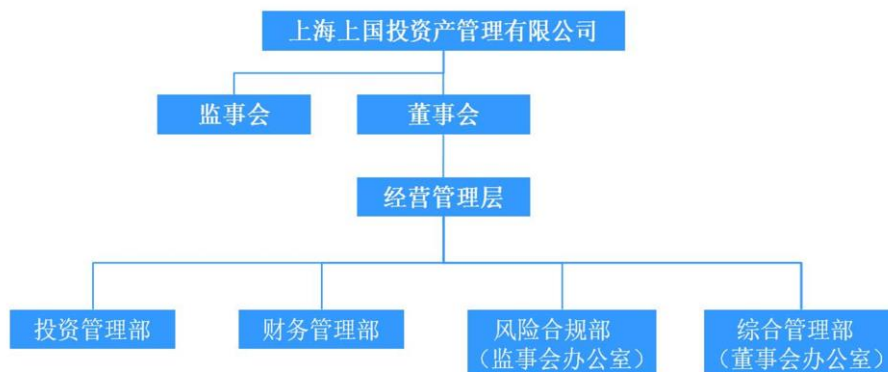 上海上国投资产管理有限公司
监事会
董事会
经营管理层
投资管理部
财务管理部
风险合规部
（监事会办公室）
综合管理部
（董事会办公室）